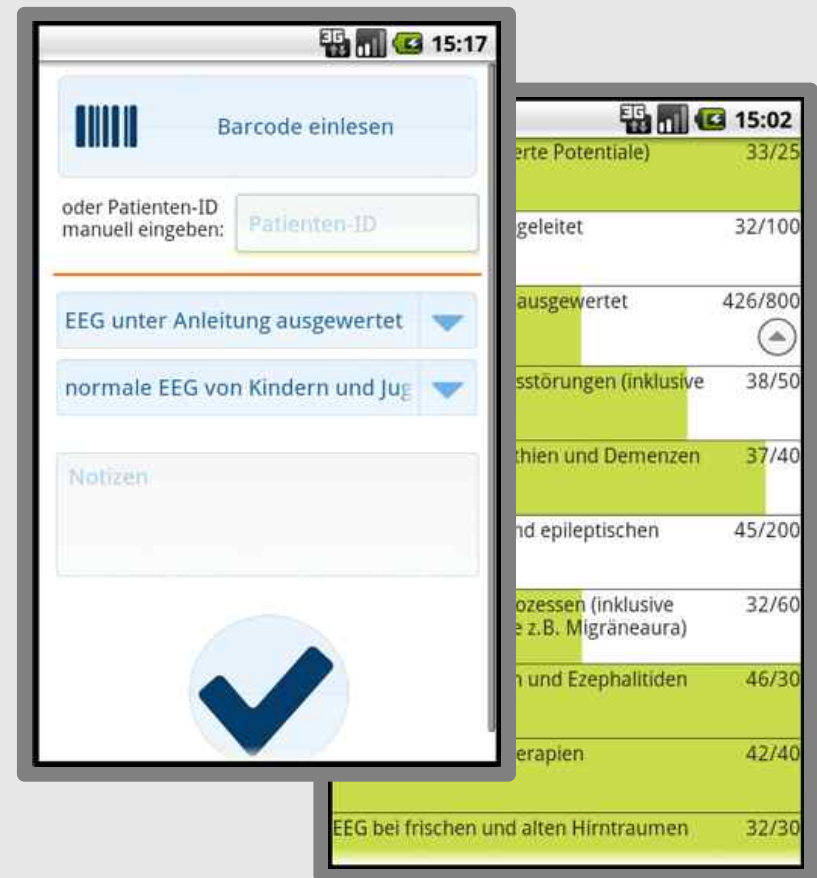 3G 15:17
Barcode einlesen
oder Patienten-ID
manuell eingeben:
Patienten-ID
EEG unter Anleitung ausgewertet
normale EEG von Kindern und Jug
Notizen
3G 15:02
erte Potentiale) 33/25
geleitet 32/100
ausgewertet 426/800
sstörungen (inklusive 38/50
thien und Demenzen 37/40
nd epileptischen 45/200
ozessen (inklusive 32/60
e z.B. Migräneaura)
n und Ezephalitiden 46/30
erapien 42/40
EEG bei frischen und alten Hirntraumen 32/30